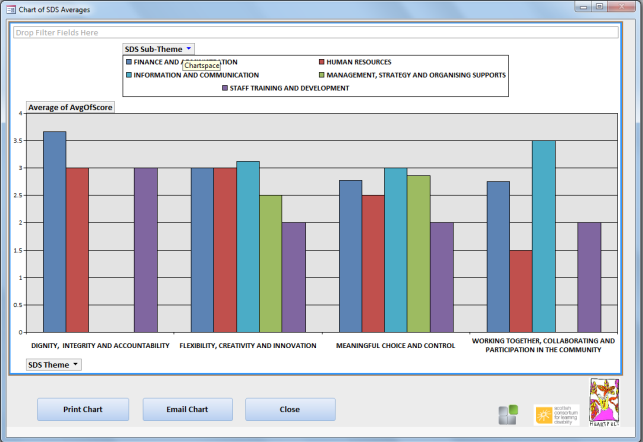 Chart of SDS Averages
Drop Filter Fields Here
SDS Sub-Theme
FINANCE AND ADMINISTRATION
HUMAN RESOURCES
Chartspace
INFORMATION AND COMMUNICATION
MANAGEMENT, STRATEGY AND ORGANISING SUPPORTS
STAFF TRAINING AND DEVELOPMENT
Average of AvgOfScore
4
3.5
3
2.5
2
1.5
1
0.5
0
DIGNITY, INTEGRITY AND ACCOUNTABILITY
FLEXIBILITY, CREATIVITY AND INNOVATION
MEANINGFUL CHOICE AND CONTROL
WORKING TOGETHER, COLLABORATING AND
PARTICIPATION IN THE COMMUNITY
SDS Theme
Print Chart
Email Chart
Close
scottish
consortium
for learning
disability